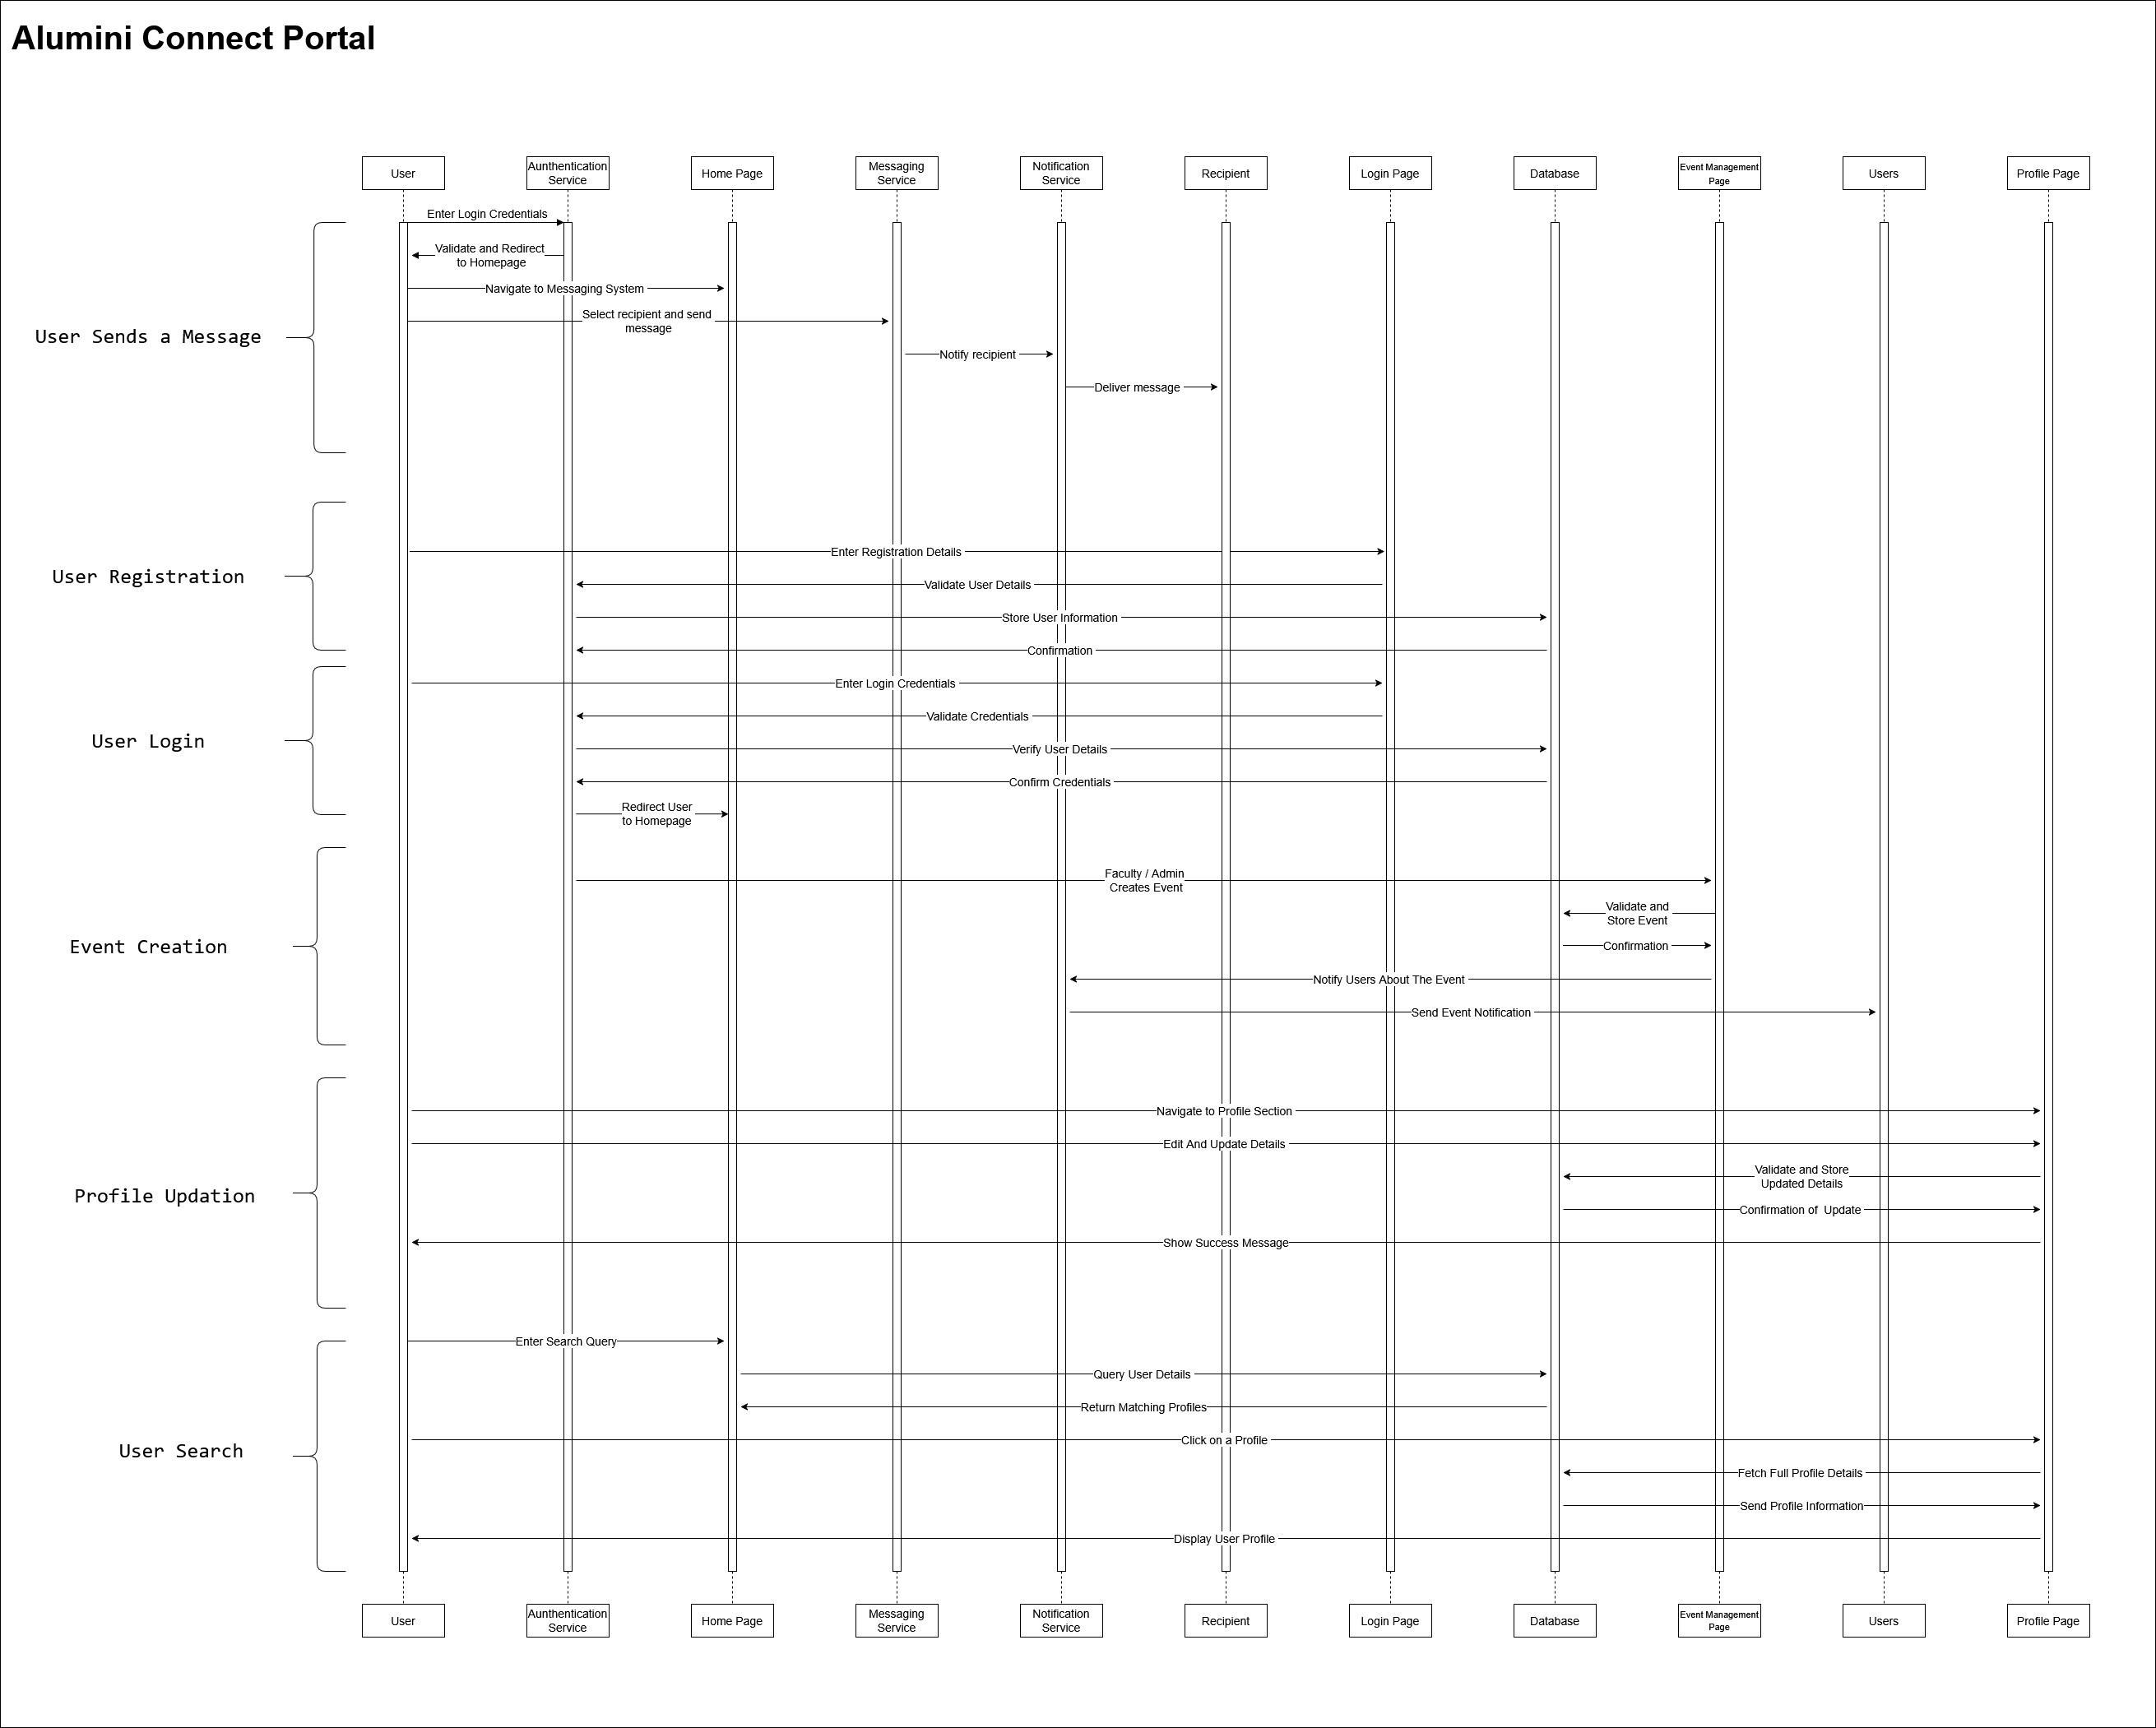 Alumini Connect Portal
User
Aunthentication
Service
Home Page
Messaging
Service
Notification
Service
Recipient
Login Page
Database
Event Management
Page
Users
Profile Page
User Sends a Message
Enter Login Credentials
Validate and Redirect
to Homepage
Navigate to Messaging System
Select recipient and send
message
Notify recipient
Deliver message
User Registration
Enter Registration Details
Validate User Details
Store User Information
Confirmation
User Login
Enter Login Credentials
Validate Credentials
Verify User Details
Confirm Credentials
Redirect User
to Homepage
Event Creation
Faculty / Admin
Creates Event
Validate and
Store Event
Confirmation
Notify Users About The Event
Send Event Notification
Profile Updation
Navigate to Profile Section
Edit And Update Details
Validate and Store
Updated Details
Confirmation of Update
Show Success Message
User Search
Enter Search Query
Query User Details
Return Matching Profiles
Click on a Profile
Fetch Full Profile Details
Send Profile Information
Display User Profile
User
Aunthentication
Service
Home Page
Messaging
Service
Notification
Service
Recipient
Login Page
Database
Event Management
Page
Users
Profile Page